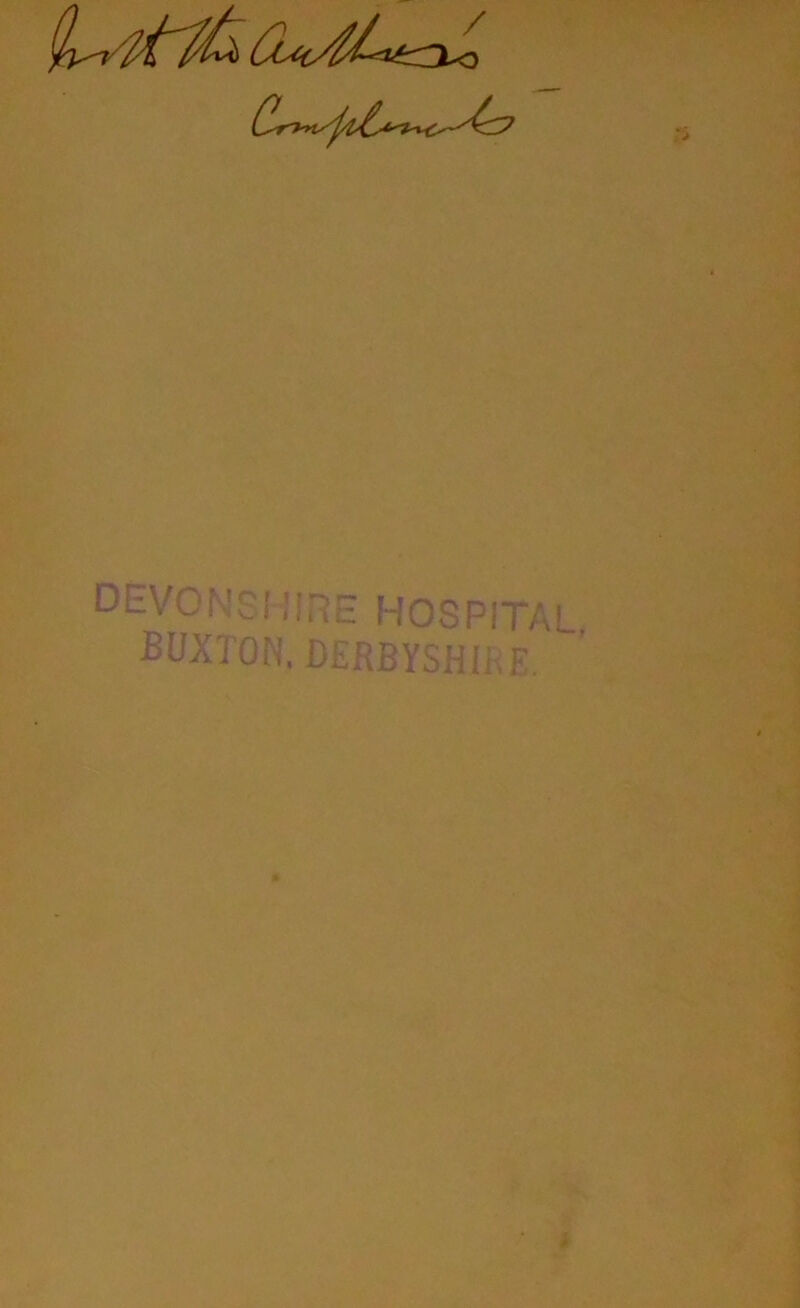 With the Author's
Compliments
DEVONSHIRE HOSPITAL,
BUXTON, DERBYSHIRE.